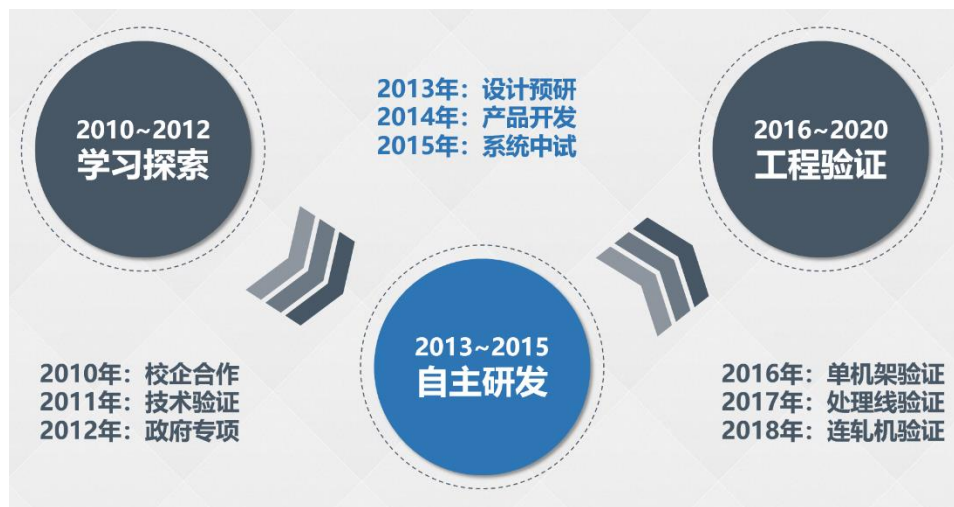 2010~2012
学习探索
2010年：校企合作
2011年：技术验证
2012年：政府专项
2013年：设计预研
2014年：产品开发
2015年：系统中试
2013~2015
自主研发
2016~2020
工程验证
2016年：单机架验证
2017年：处理线验证
2018年：连轧机验证